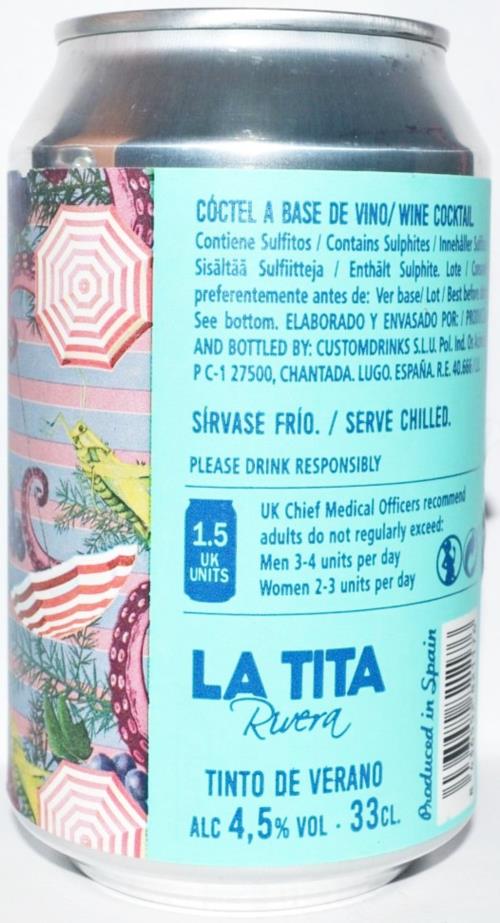 CÓCTEL A BASE DE VINO/ WINE COCKTAIL.
Contiene Sulfitos / Contains Sulphites / Innehåller
Sisältää Sulfiitteja / Enthält Sulphite. Lote /
preferentemente antes de: Ver base/ Lot / Best before
See bottom. ELABORADO Y ENVASADO POR: /
AND BOTTLED BY: CUSTOMDRINKS S.L.U. Pol. Ind. Os
P C-1 27500, CHANTADA. LUGO. ESPAÑA. R.E. 40.666
SÍRVASE FRÍO. / SERVE CHILLED.
PLEASE DRINK RESPONSIBLY
1.5
UK
UNITS
UK Chief Medical Officers recommend
adults do not regularly exceed:
Men 3-4 units per day
Women 2-3 units per day
LA TITA
Rivera
TINTO DE VERANO
ALC 4,5% VOL · 33CL.
Produced in Spain